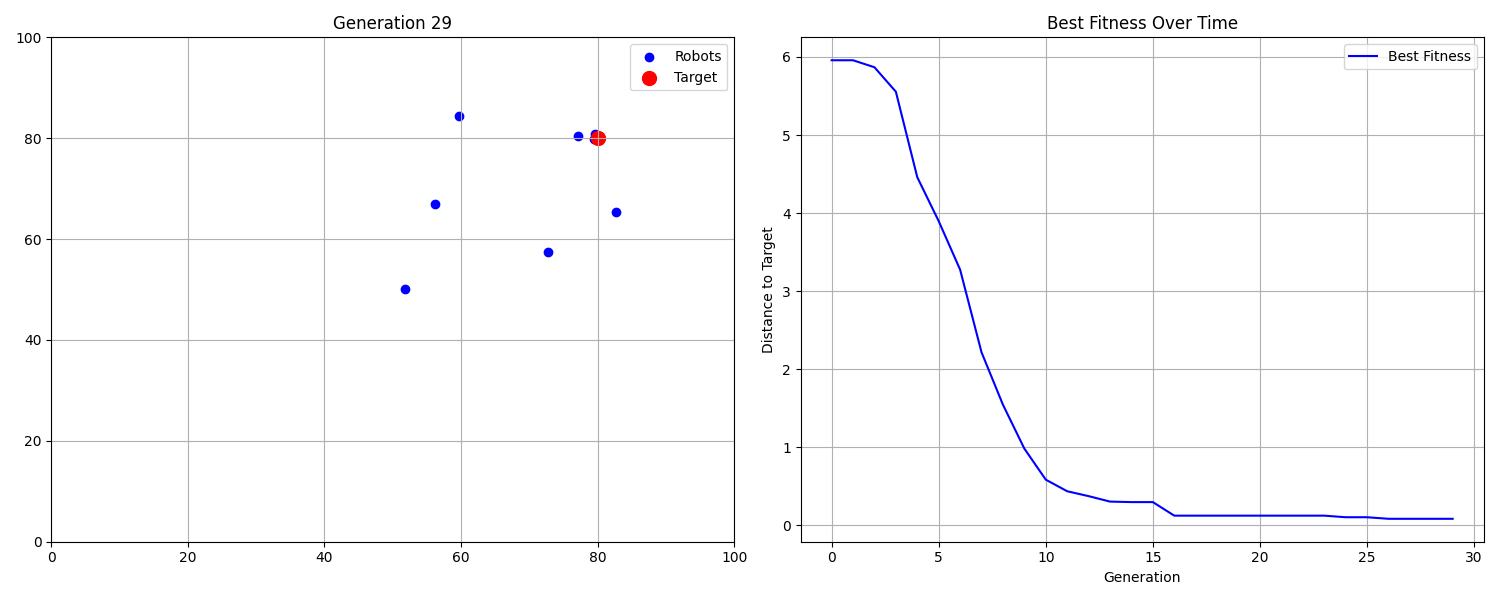 Generation 29
100
80
60
40
20
0
0 20 40 60 80 100
Robots
Target
Best Fitness Over Time
Distance to Target
6
5
4
3
2
1
0
0 5 10 15 20 25 30
Generation
Best Fitness